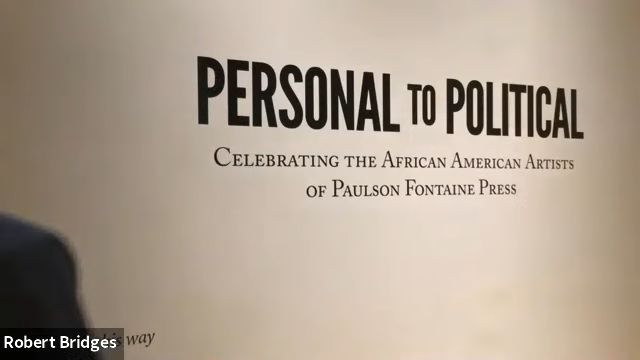 PERSONAL TO POLITICAL
CELEBRATING THE AFRICAN AMERICAN ARTISTS
OF PAULSON FONTAINE PRESS
way
Robert Bridges